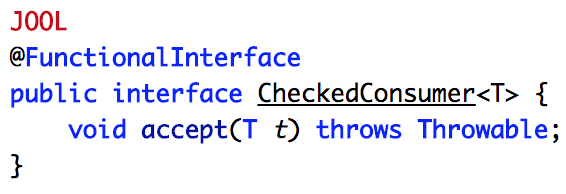 JOOL
@FunctionalInterface
public interface CheckedConsumer<T> {
    void accept(T t) throws Throwable;
}